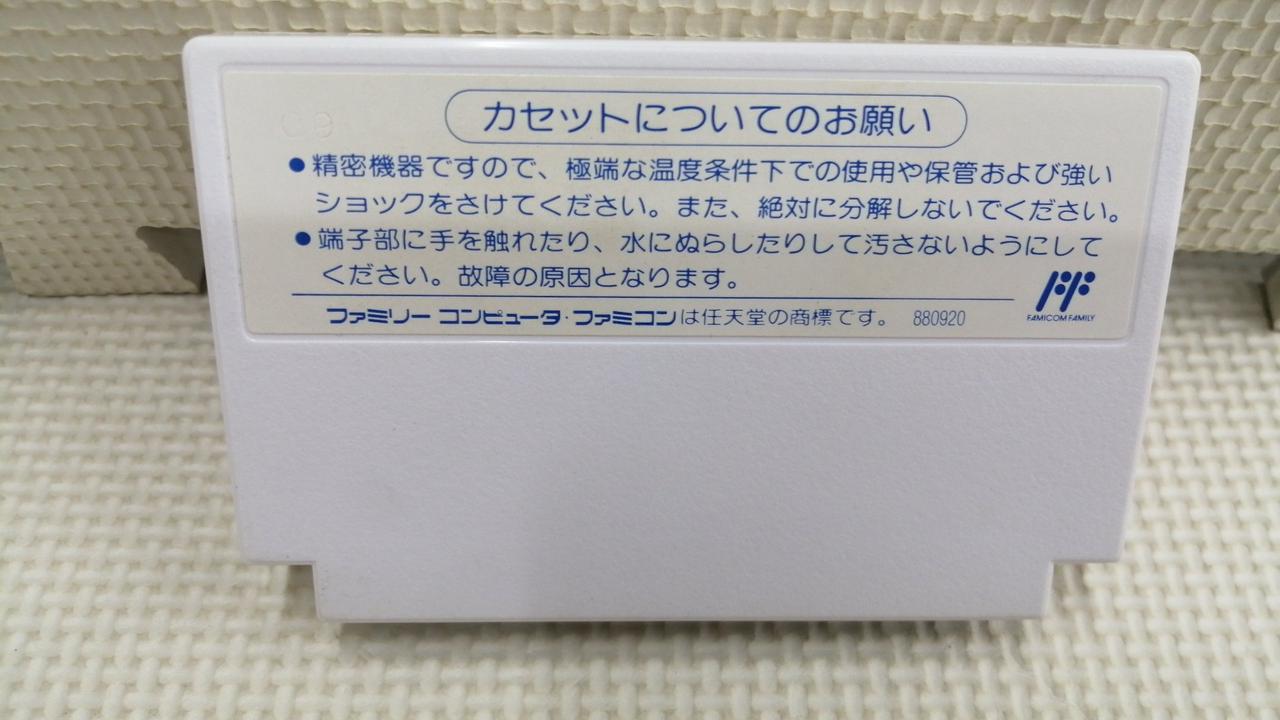 カセットについてのお願い
●精密機器ですので、極端な温度条件下での使用や保管および強い
ショックをさけてください。また、絶対に分解しないでください。
●端子部に手を触れたり、水にぬらしたりして汚さないようにして
ください。故障の原因となります。
FAMICOM FAMILY
ファミリー コンピュータ・ファミコンは任天堂の商標です。 880920